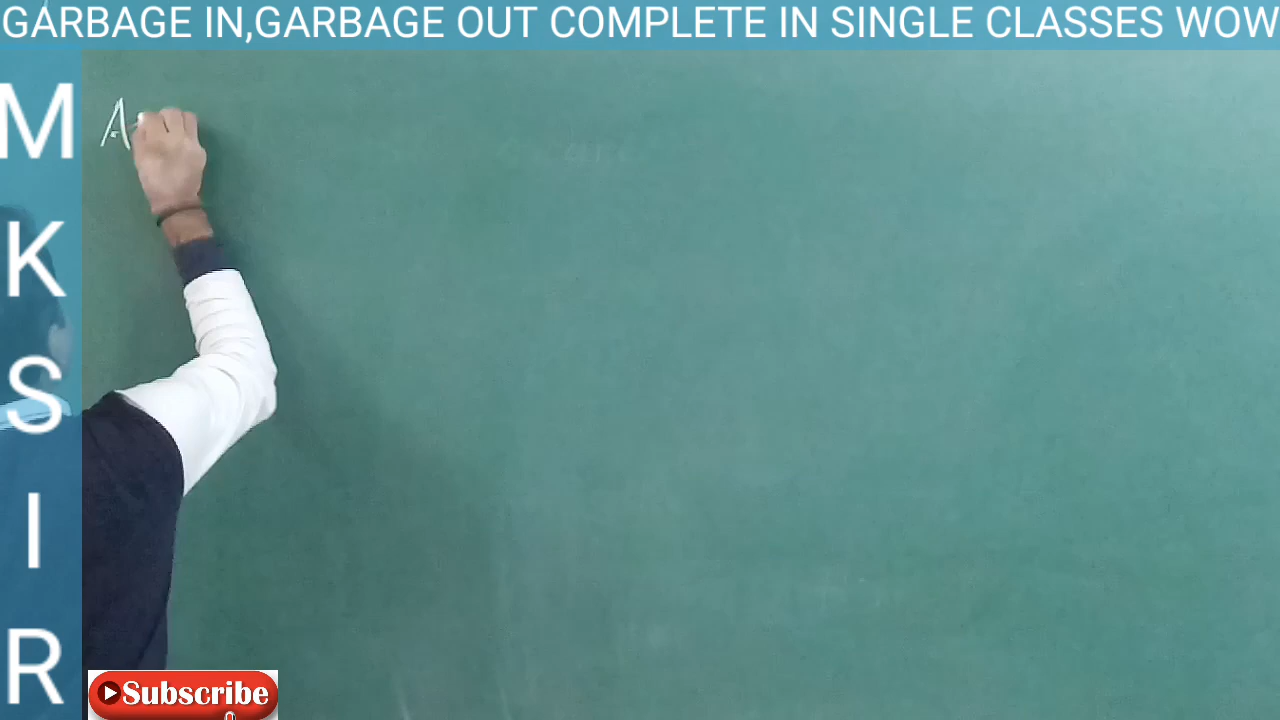 GARBAGE IN,GARBAGE OUT COMPLETE IN SINGLE CLASSES WOW
M
K
S
I
R
A
Subscribe